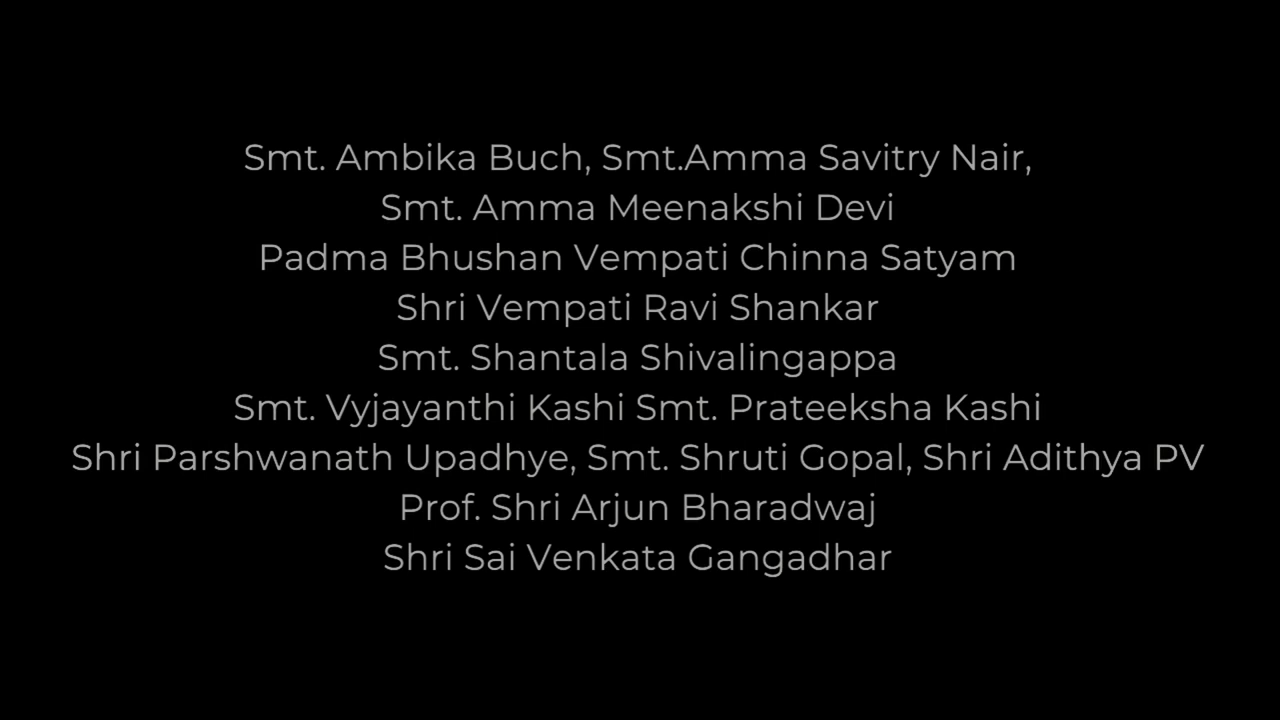 Smt. Ambika Buch, Smt.Amma Savitry Nair,
Smt. Amma Meenakshi Devi
Padma Bhushan Vempati Chinna Satyam
Shri Vempati Ravi Shankar
Smt. Shantala Shivalingappa
Smt. Vyjayanthi Kashi Smt. Prateeksha Kashi
Shri Parshwanath Upadhye, Smt. Shruti Gopal, Shri Adithya PV
Prof. Shri Arjun Bharadwaj
Shri Sai Venkata Gangadhar